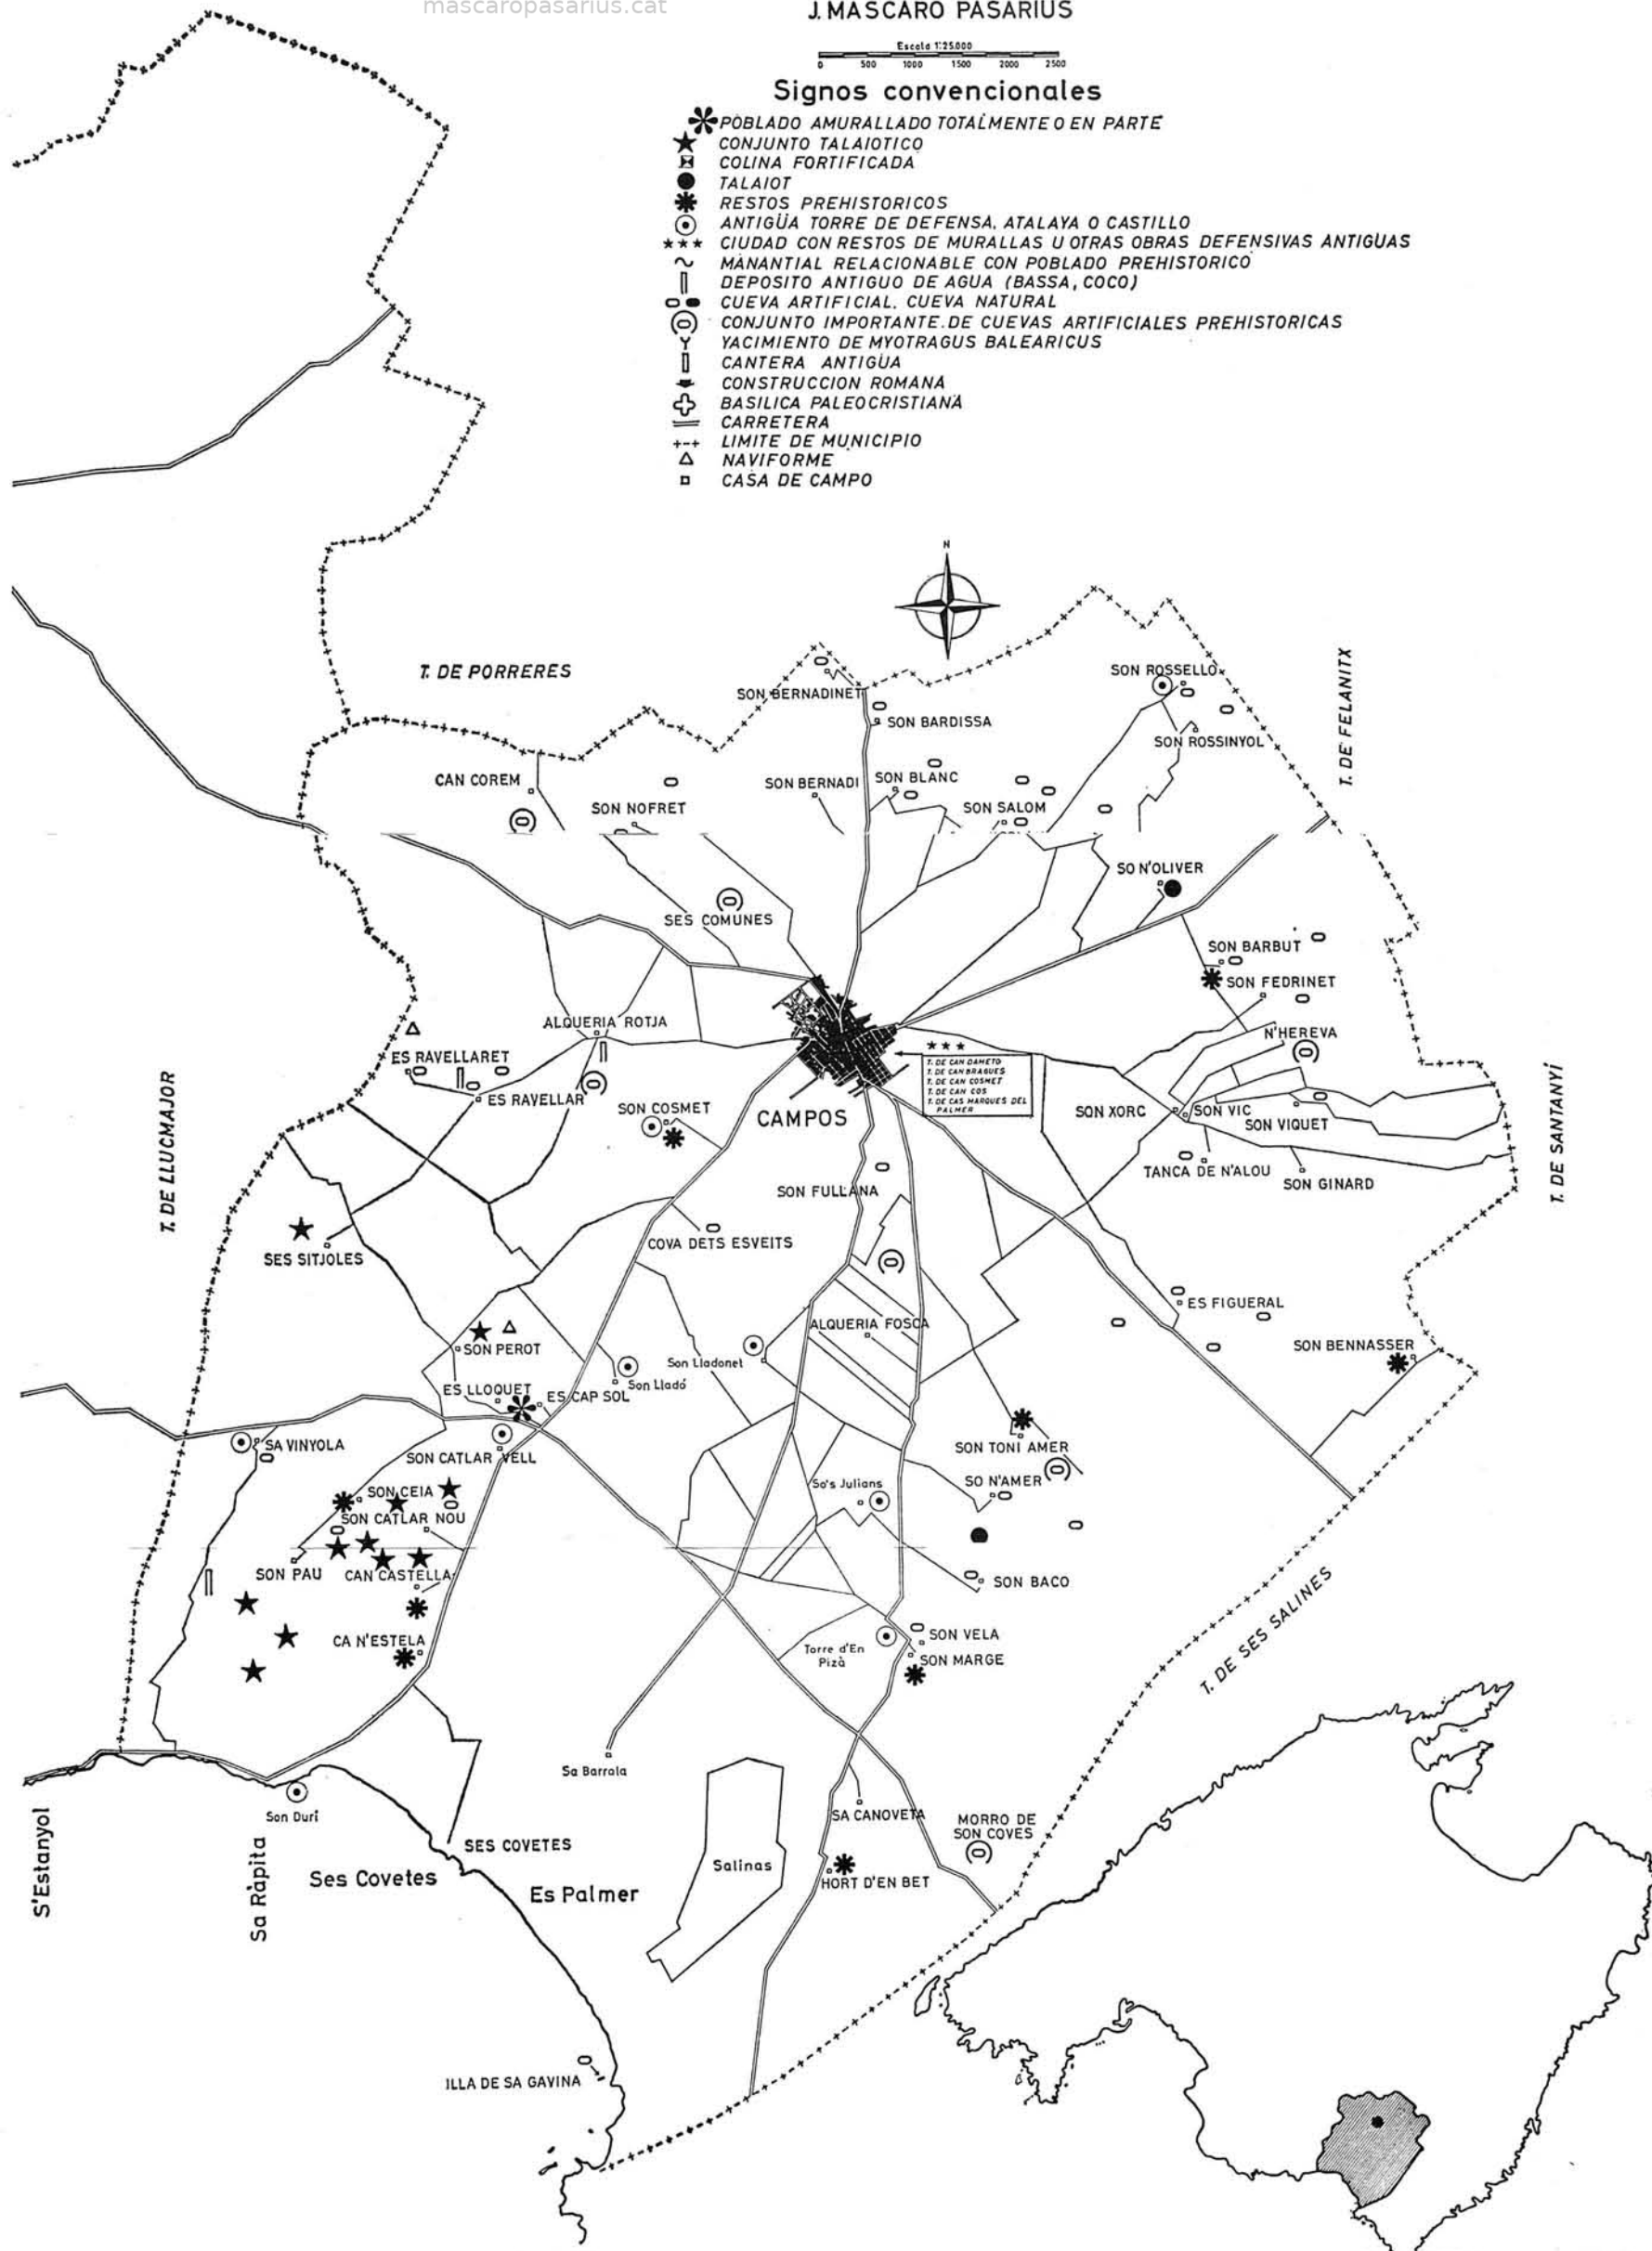 mascaropasarius.cat
J. MASCARO PASARIUS
Escala 1:25.000
0 500 1000 1500 2000 2500
Signos convencionales
POBLADO AMURALLADO TOTALMENTE O EN PARTE
CONJUNTO TALAIOTICO
COLINA FORTIFICADA
TALAIOT
RESTOS PREHISTORICOS
ANTIGÜA TORRE DE DEFENSA. ATALAYA O CASTILLO
CIUDAD CON RESTOS DE MURALLAS U OTRAS OBRAS DEFENSIVAS ANTIGUAS
MANANTIAL RELACIONABLE CON POBLADO PREHISTORICO
DEPOSITO ANTIGUO DE AGUA (BASSA, COCO)
CUEVA ARTIFICIAL. CUEVA NATURAL
CONJUNTO IMPORTANTE.DE CUEVAS ARTIFICIALES PREHISTORICAS
YACIMIENTO DE MYOTRAGUS BALEARICUS
CANTERA ANTIGUA
CONSTRUCCION ROMANA
BASILICA PALEOCRISTIANA
CARRETERA
LIMITE DE MUNICIPIO
NAVIFORME
CASA DE CAMPO
N
T. DE PORRERES
SON BERNADINET
SON BARDISSA
SON ROSSELLO
SON ROSSINYOL
T. DE FELANITX
CAN COREM
SON NOFRET
SON BERNADI
SON BLANC
SON SALOM
SO N'OLIVER
SES COMUNES
SON BARBUT
SON FEDRINET
ALQUERIA ROTJA
N'HEREVA
ES RAVELLARET
ES RAVELLAR
SON COSMET
CAMPOS
T. DE CAN DAMETO
T. DE CAN BRAGUES
T. DE CAN COSMET
T. DE CAN COS
T. DE CAS MARQUES DEL
PALMER
SON XORC
SON VIC
SON VIQUET
T. DE LLUCMAJOR
T. DE SANTANYÍ
TANCA DE N'ALOU
SON GINARD
SON FULLANA
COVA DETS ESVEITS
SES SITJOLES
ES FIGUERAL
ALQUERIA FOSCA
SON BENNASSER
SON PEROT
Son Lladonet
Son Lladó
ES LLOQUET
ES CAP SOL
SA VINYOLA
SON CATLAR VELL
SON TONI AMER
SO N'AMER
So's Julians
SON CEIA
SON CATLAR NOU
SON PAU
CAN CASTELLA
SON BACO
T. DE SES SALINES
CA N'ESTELA
Torre d'En
Pizà
SON VELA
SON MARGE
Sa Barrala
Son Durí
SA CANOVETA
MORRO DE
SON COVES
S'Estanyol
Sa Ràpita
SES COVETES
Ses Covetes
Es Palmer
Salinas
HORT D'EN BET
ILLA DE SA GAVINA